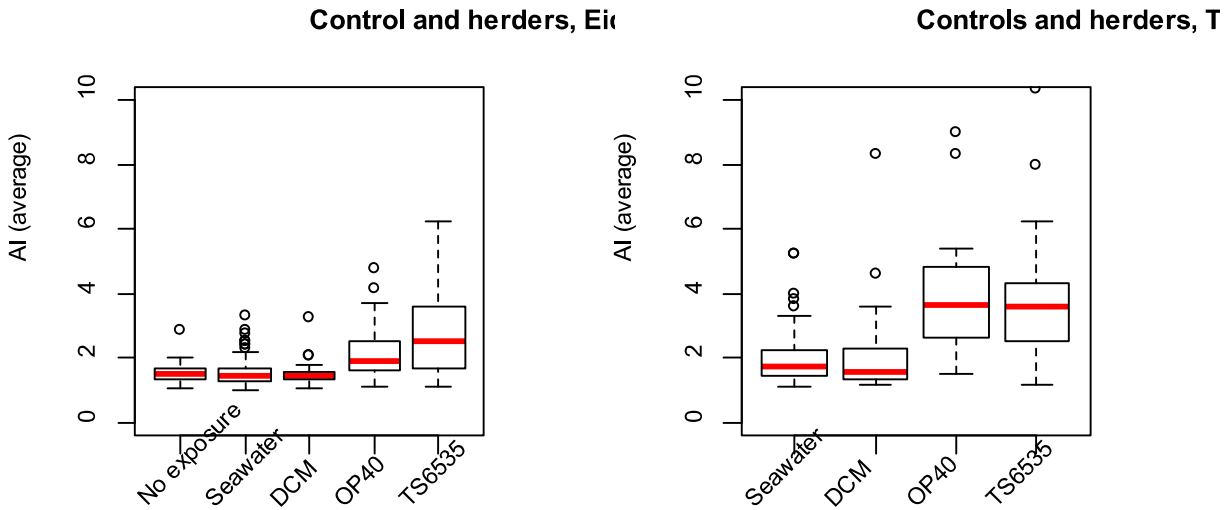 Control and herders,
AI (average)
10
8
6
4
2
0
No exposure
Seawater
DCM
OP40
TS6535
Controls and herders,
AI (average)
10
8
6
4
2
0
Seawater
DCM
OP40
TS6535